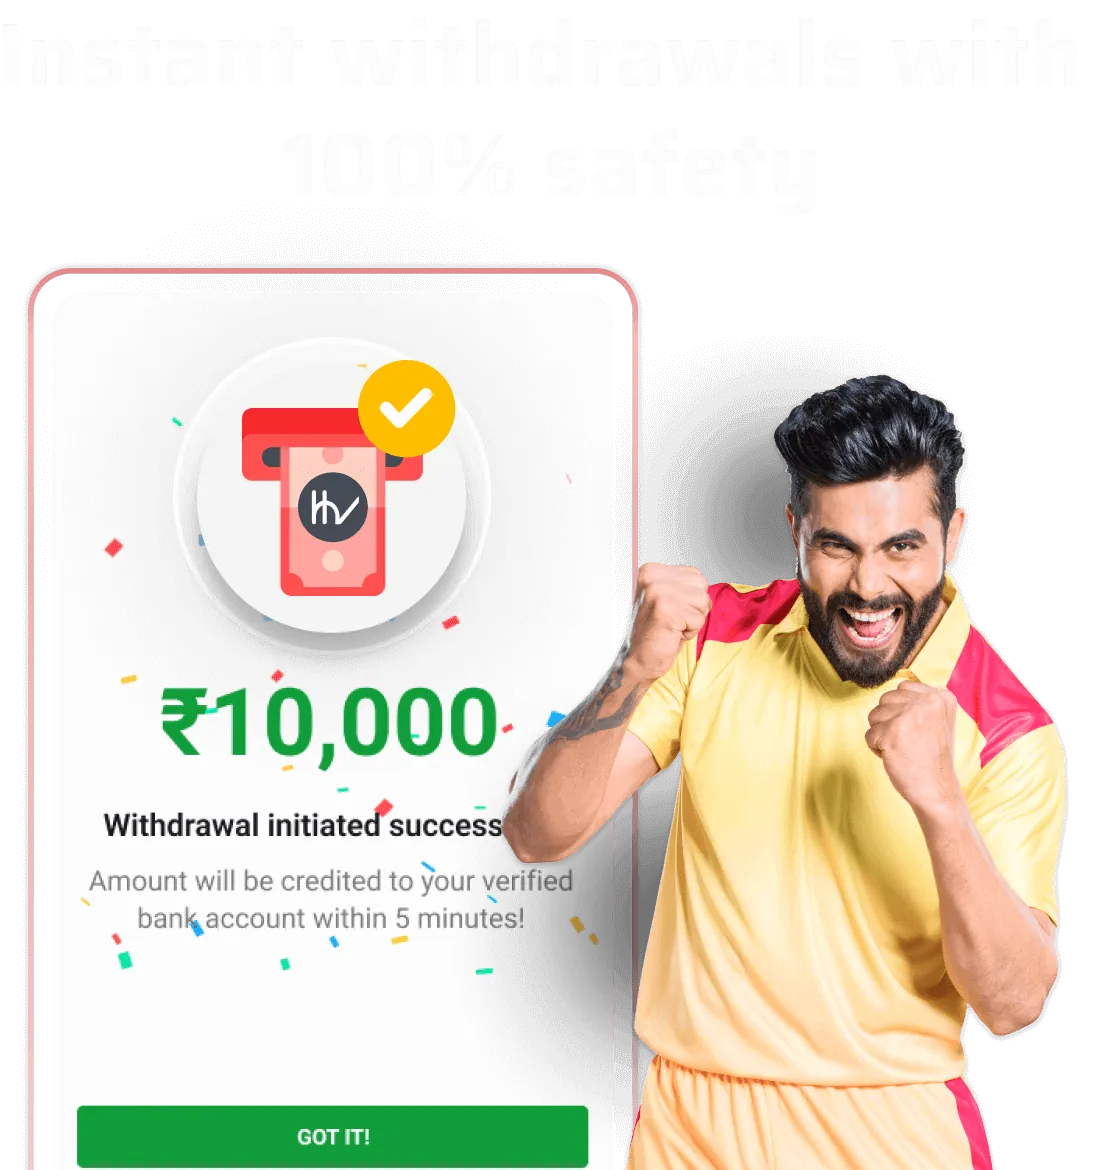 Instant withdrawals with
100% safety
₹10,000
Withdrawal initiated success
Amount will be credited to your verified
bank account within 5 minutes!
GOT IT!